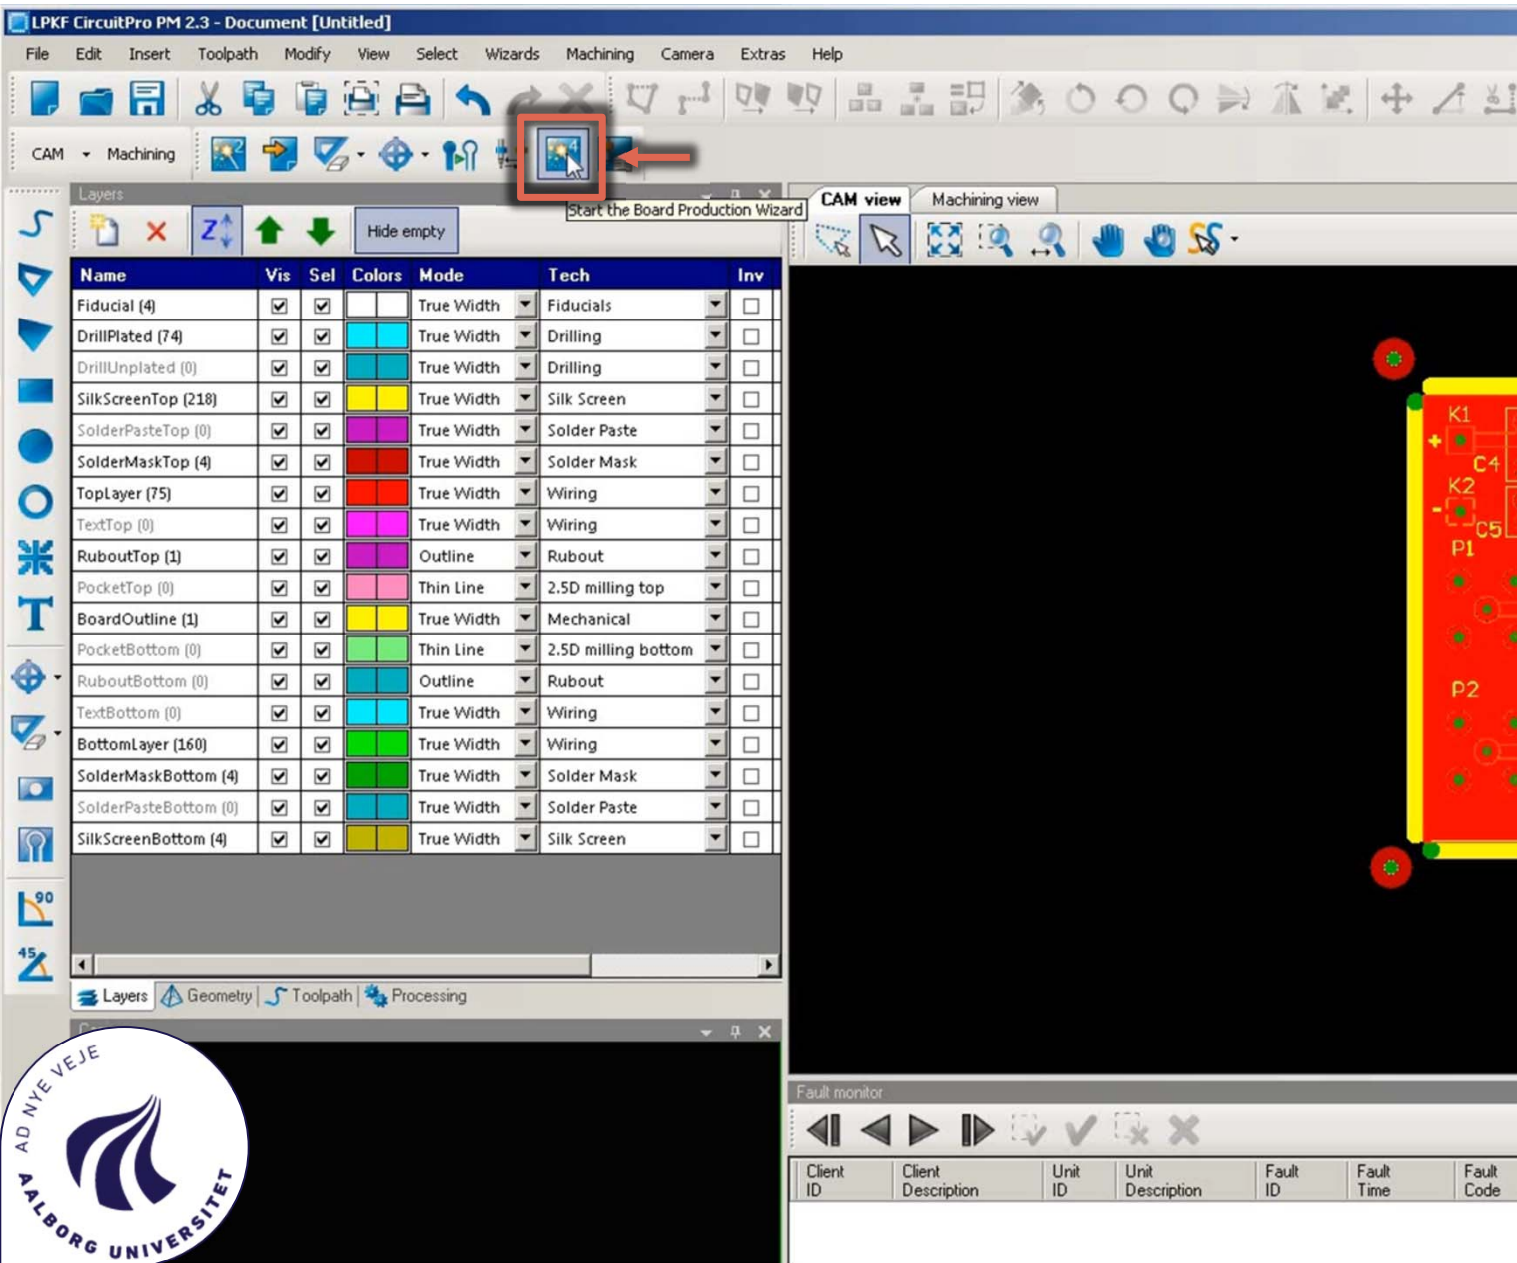 LPKF CircuitPro PM 2.3 - Document [Untitled]
File Edit Insert Toolpath Modify View Select Wizards Machining Camera Extras Help
CAM Machining 2 4
Layers
Start the Board Production Wizard
CAM view Machining view
Z Hide empty
Name Vis Sel Colors Mode Tech Inv
Fiducial (4) True Width Fiducials
DrillPlated (74) True Width Drilling
DrillUnplated (0) True Width Drilling
SilkScreenTop (218) True Width Silk Screen
SolderPasteTop (0) True Width Solder Paste
SolderMaskTop (4) True Width Solder Mask
TopLayer (75) True Width Wiring
TextTop (0) True Width Wiring
RuboutTop (1) Outline Rubout
PocketTop (0) Thin Line 2.5D milling top
BoardOutline (1) True Width Mechanical
PocketBottom (0) Thin Line 2.5D milling bottom
RuboutBottom (0) Outline Rubout
TextBottom (0) True Width Wiring
BottomLayer (160) True Width Wiring
SolderMaskBottom (4) True Width Solder Mask
SolderPasteBottom (0) True Width Solder Paste
SilkScreenBottom (4) True Width Silk Screen
T
90
45
K1
+
C4
K2
-
C5
P1
P2
Layers Geometry Toolpath Processing
Fault monitor
Client ID Client Description Unit ID Unit Description Fault ID Fault Time Fault Code
AD NYE VEJE
AALBORG UNIVERSITET